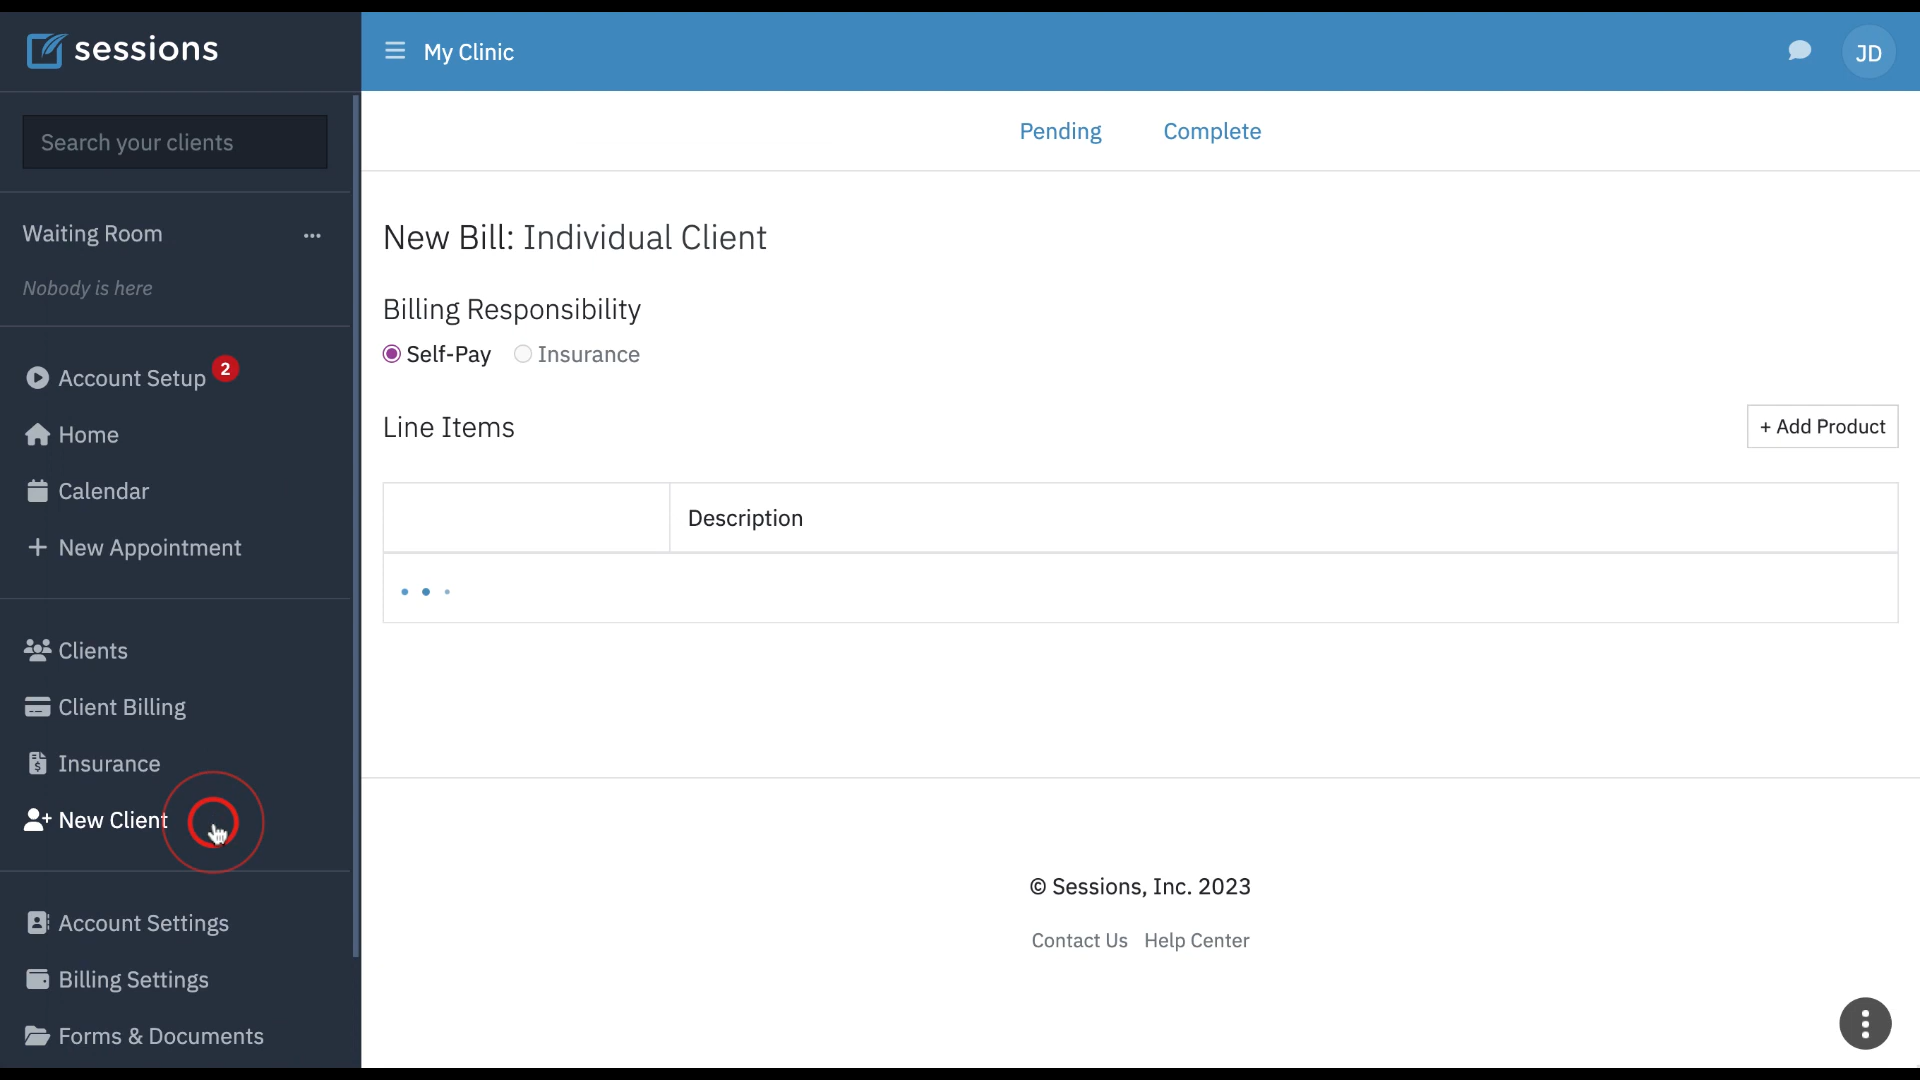 sessions
My Clinic
JD
Search your clients
Pending
Complete
Waiting Room
...
Nobody is here
New Bill: Individual Client
Billing Responsibility
Self-Pay
Insurance
Account Setup 2
Home
Calendar
+ New Appointment
Line Items
+ Add Product
Description
Clients
Client Billing
Insurance
New Client
Account Settings
Billing Settings
Forms & Documents
© Sessions, Inc. 2023
Contact Us
Help Center